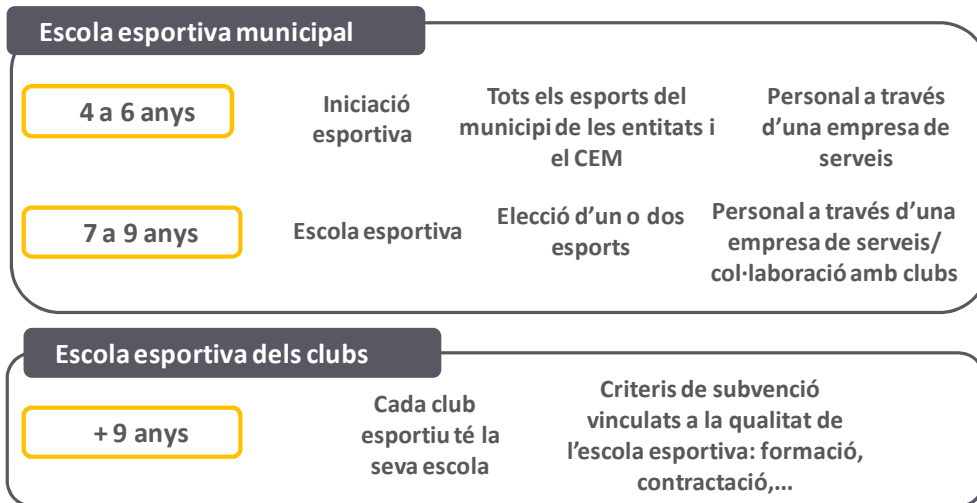 Escola esportiva municipal
4 a 6 anys
Iniciació
esportiva
Tots els esports del
municipi de les entitats i
el CEM
Personal a través
d'una empresa de
serveis
7 a 9 anys
Escola esportiva
Elecció d'un o dos
esports
Personal a través d'una
empresa de serveis/
col·laboració amb clubs
Escola esportiva dels clubs
+ 9 anys
Cada club
esportiu té la
seva escola
Criteris de subvenció
vinculats a la qualitat de
l'escola esportiva: formació,
contractació,...